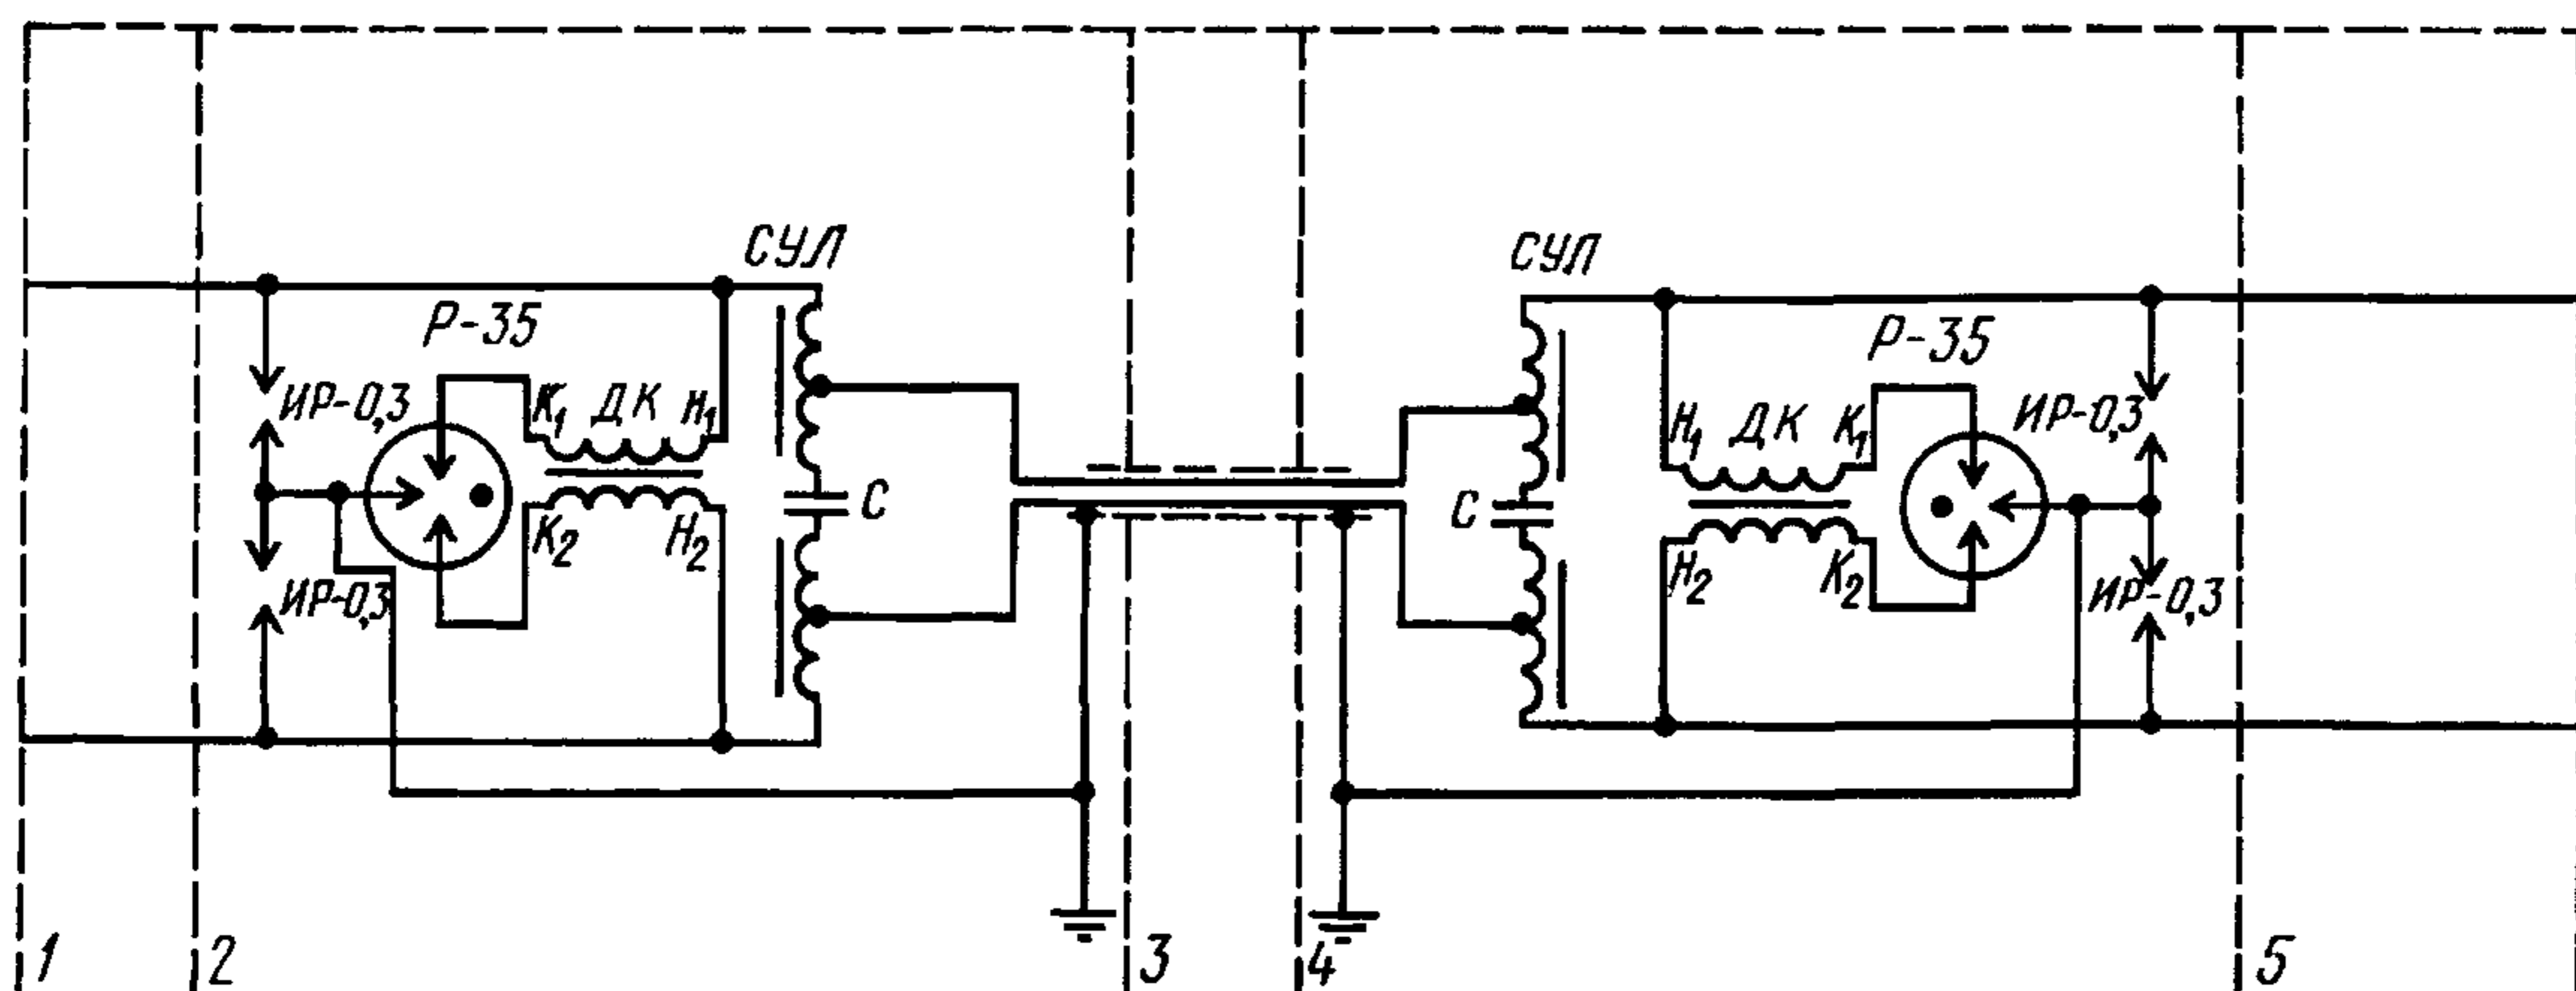 СУЛ
СУЛ
Р-35
Р-35
ИР-0,3
К1 ДК Н1
Н1 ДК К1
ИР-0,3
С
С
К2
Н2
Н2
К2
ИР-0,3
ИР-0,3
1
2
3
4
5